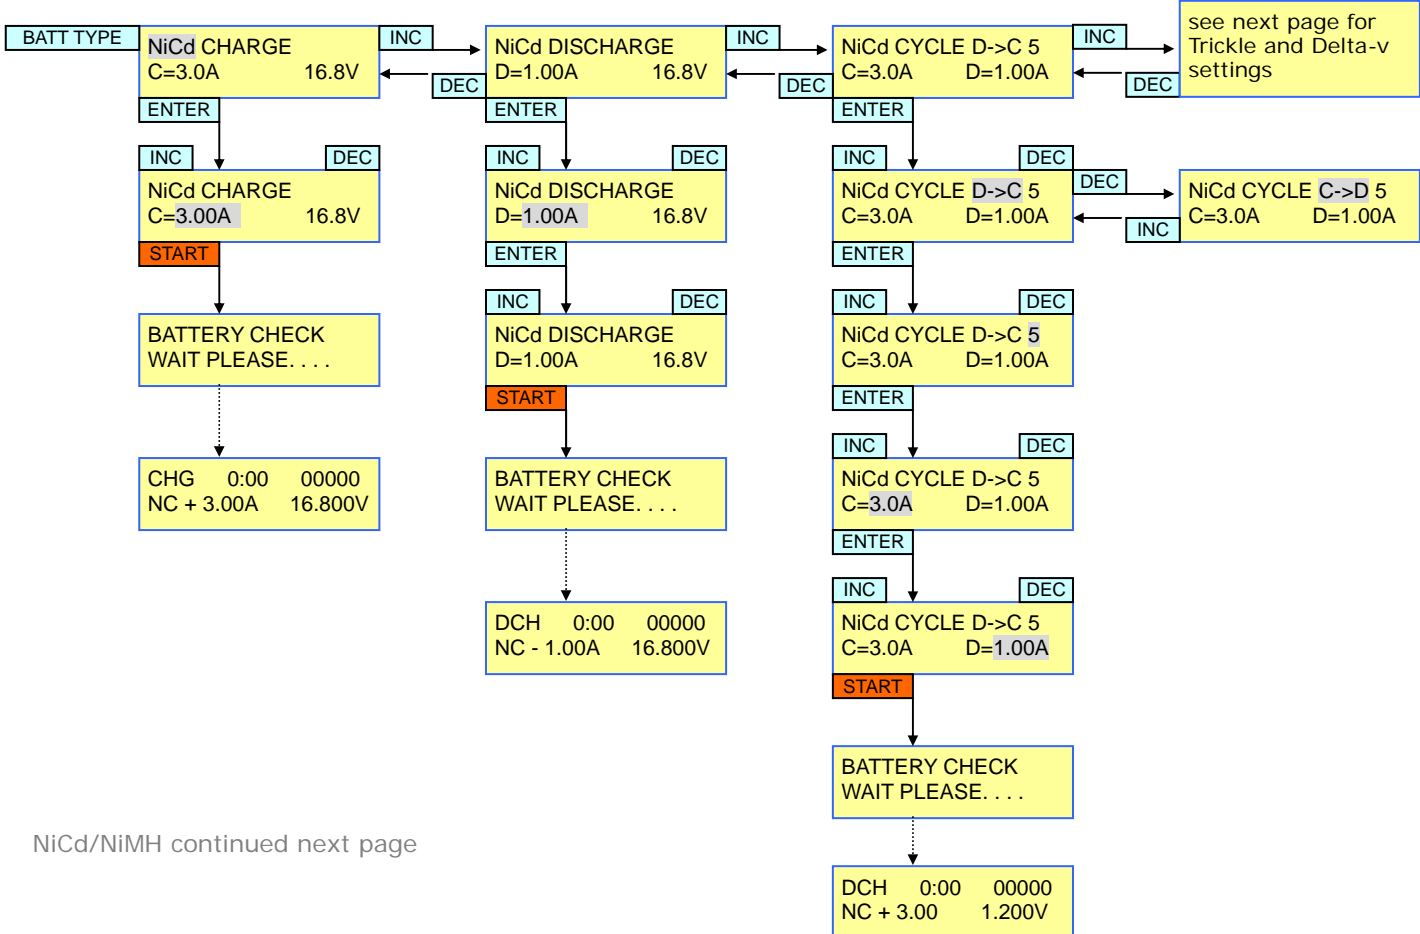 BATT TYPE
NiCd CHARGE
C=3.0A 16.8V
INC
DEC
NiCd DISCHARGE
D=1.00A 16.8V
INC
DEC
NiCd CYCLE D->C 5
C=3.0A D=1.00A
INC
DEC
see next page for
Trickle and Delta-v
settings
ENTER
ENTER
ENTER
INC DEC
NiCd CHARGE
C=3.00A 16.8V
START
INC DEC
NiCd DISCHARGE
D=1.00A 16.8V
ENTER
INC DEC
NiCd CYCLE D->C 5
C=3.0A D=1.00A
ENTER
DEC
INC
NiCd CYCLE C->D 5
C=3.0A D=1.00A
BATTERY CHECK
WAIT PLEASE. . . .
INC DEC
NiCd DISCHARGE
D=1.00A 16.8V
START
INC DEC
NiCd CYCLE D->C 5
C=3.0A D=1.00A
ENTER
CHG 0:00 00000
NC + 3.00A 16.800V
BATTERY CHECK
WAIT PLEASE. . . .
INC DEC
NiCd CYCLE D->C 5
C=3.0A D=1.00A
ENTER
DCH 0:00 00000
NC - 1.00A 16.800V
INC DEC
NiCd CYCLE D->C 5
C=3.0A D=1.00A
START
BATTERY CHECK
WAIT PLEASE. . . .
NiCd/NiMH continued next page
DCH 0:00 00000
NC + 3.00 1.200V